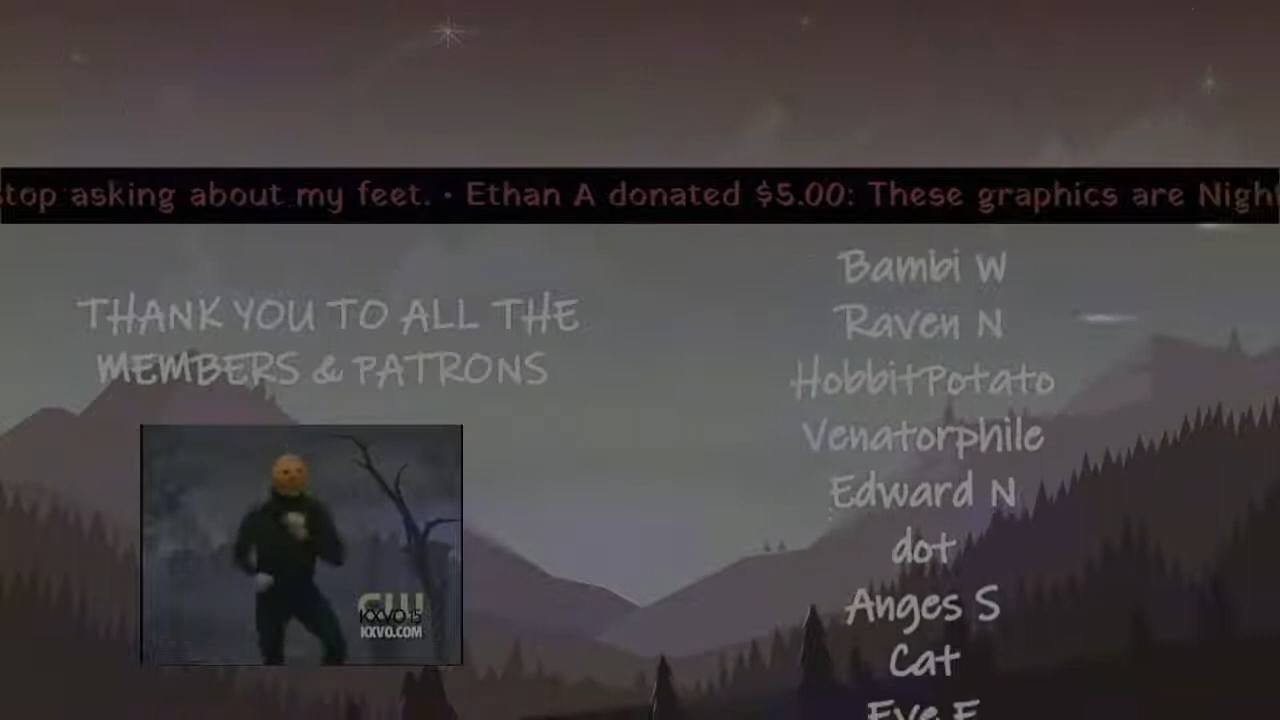 stop asking about my feet. · Ethan A donated $5.00: These graphics are Nigh
THANK YOU TO ALL THE
MEMBERS & PATRONS
Bambi W
Raven N
HobbitPotato
Venatorphile
Edward N
dot
Anges S
Cat
Eve F
CW
KXVO 15
KXVO.COM